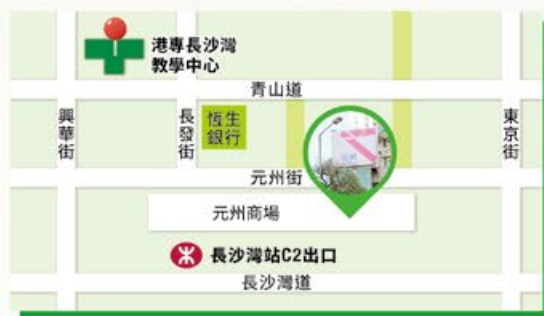 港專長沙灣
教學中心
青山道
興華街
長發街
恆生
銀行
東京街
元州街
元州商場
長沙灣站C2出口
長沙灣道